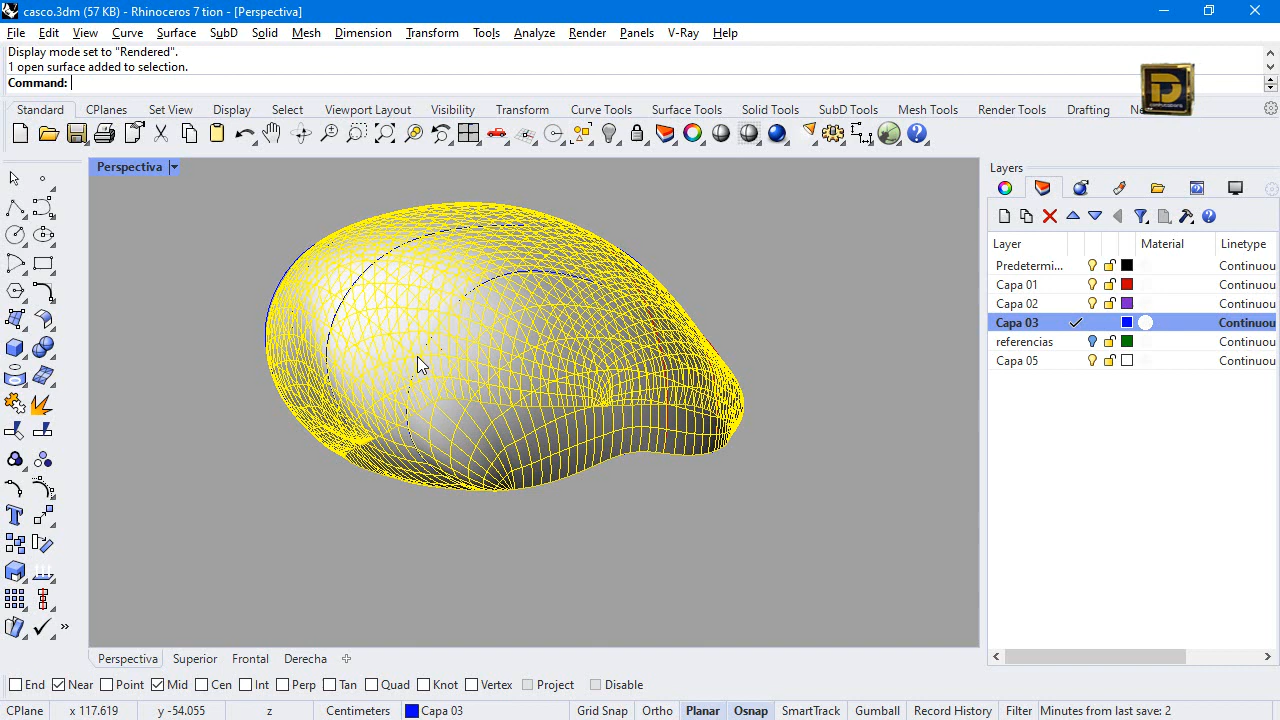 casco.3dm (57 KB) - Rhinoceros 7 tion - [Perspectiva]
File Edit View Curve Surface SubD Solid Mesh Dimension Transform Tools Analyze Render Panels V-Ray Help
Display mode set to "Rendered".
1 open surface added to selection.
Command:
Standard CPlanes Set View Display Select Viewport Layout Visibility Transform Curve Tools Surface Tools Solid Tools SubD Tools Mesh Tools Render Tools Drafting
Perspectiva
Layers
Layer Material Linetype
Predetermi... Continuou
Capa 01 Continuou
Capa 02 Continuou
Capa 03 Continuou
referencias Continuou
Capa 05 Continuou
Perspectiva Superior Frontal Derecha
End Near Point Mid Cen Int Perp Tan Quad Knot Vertex Project Disable
CPlane x 117.619 y -54.055 z Centimeters Capa 03 Grid Snap Ortho Planar Osnap SmartTrack Gumball Record History Filter Minutes from last save: 2